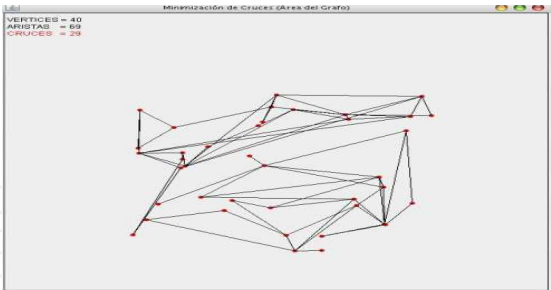 Minimización de Cruces (Area del Grafo)
VERTICES = 40
ARISTAS = 69
CRUCES = 29